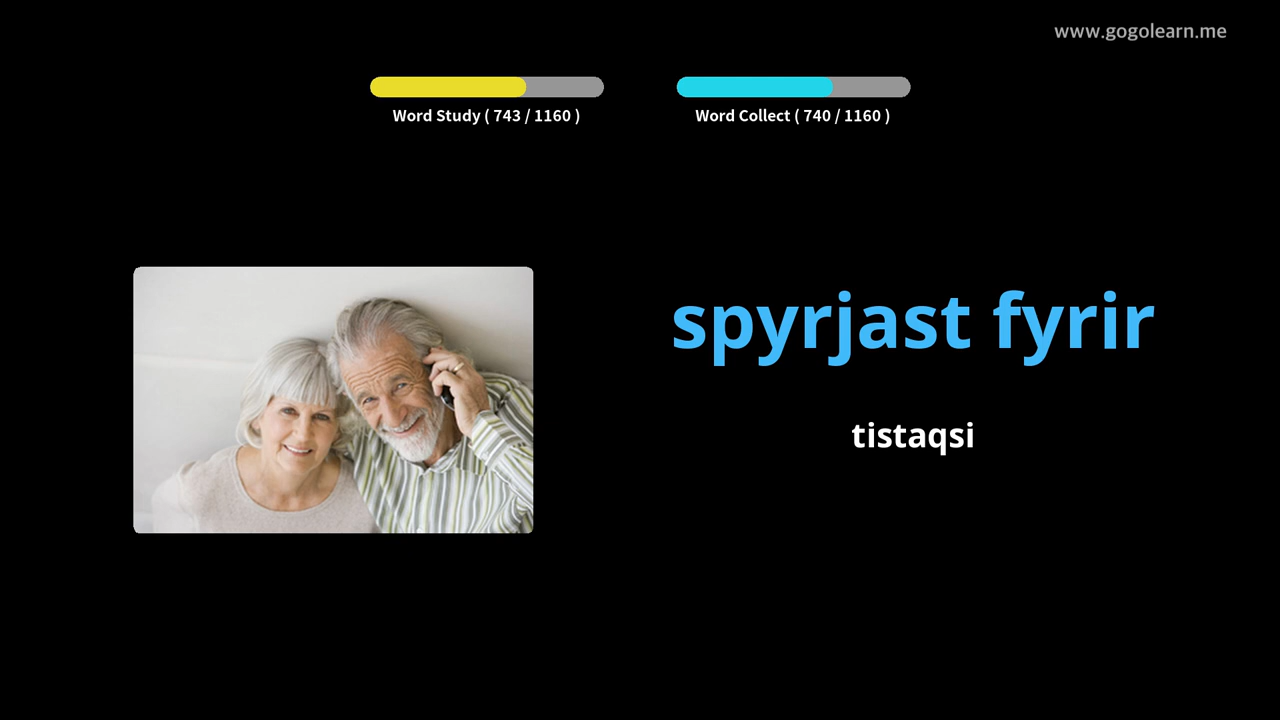 www.gogolearn.me
Word Study ( 743 / 1160 )
Word Collect ( 740 / 1160 )
spyrjast fyrir
tistaqsi